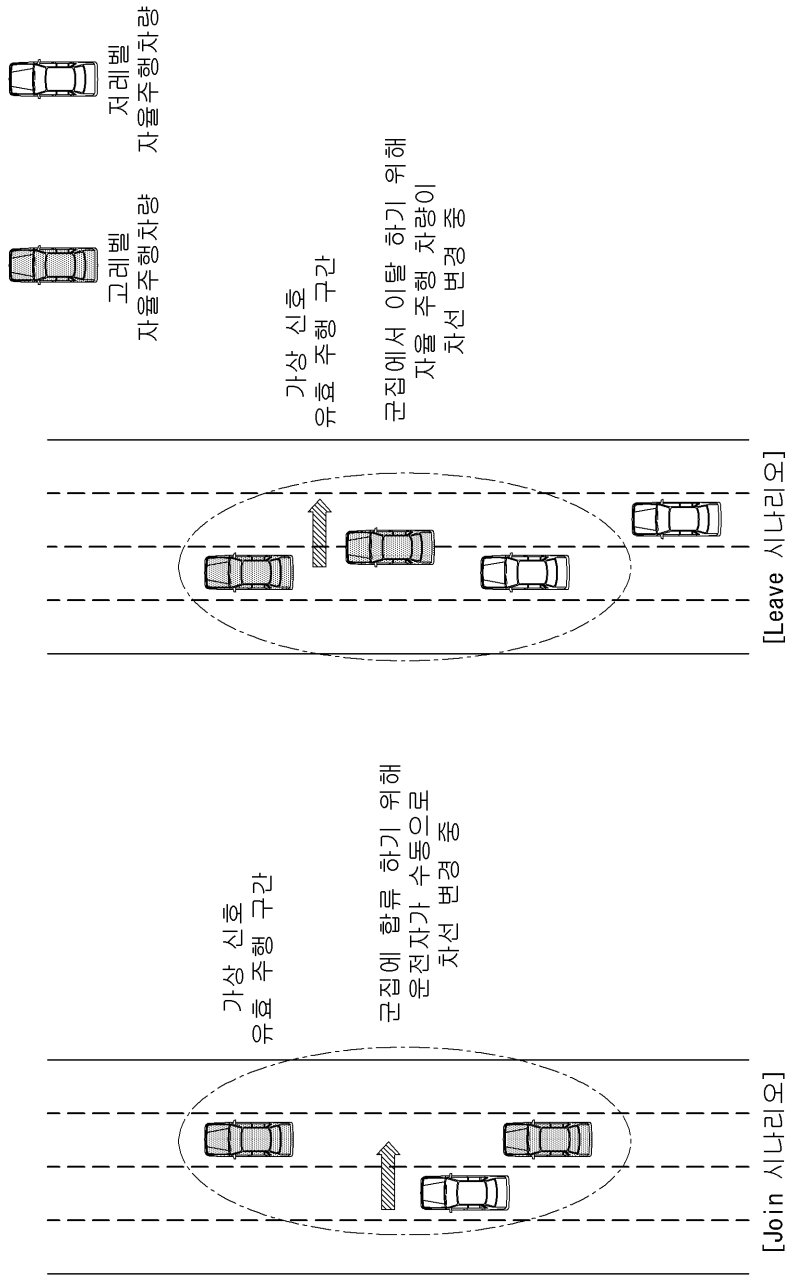 고레벨
자율주행차량
저레벨
자율주행차량
가상 신호
유효 주행 구간
군집에 합류 하기 위해
운전자가 수동으로
차선 변경 중
[Join 시나리오]
가상 신호
유효 주행 구간
군집에서 이탈 하기 위해
자율 주행 차량이
차선 변경 중
[Leave 시나리오]